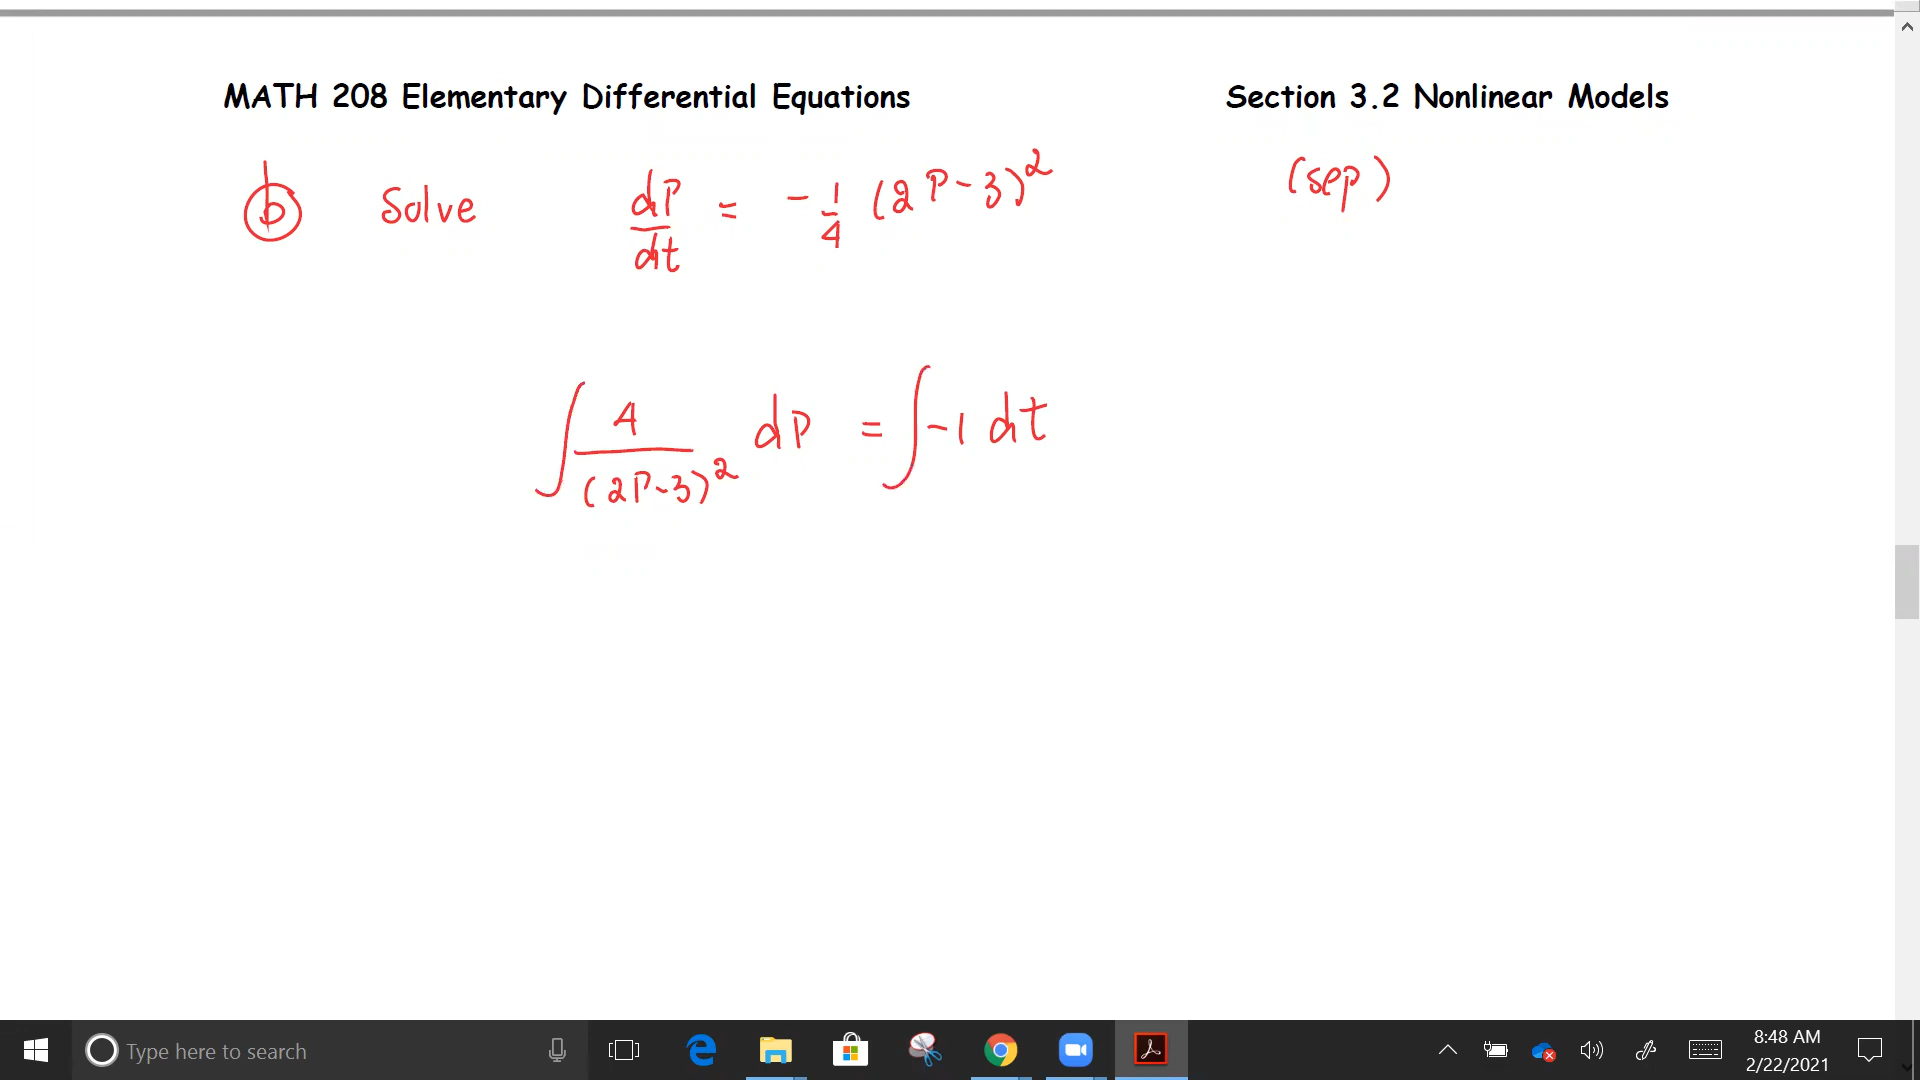 MATH 208 Elementary Differential Equations Section 3.2 Nonlinear Models
b Solve dP/dt = -1/4 (2P-3)² (sep)
∫ 4/(2P-3)² dP = ∫ -1 dt
Type here to search
8:48 AM
2/22/2021